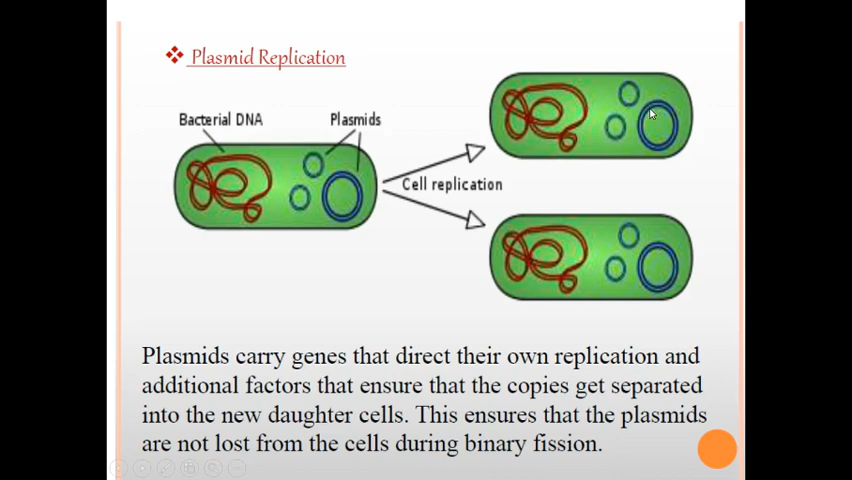 Plasmid Replication
Bacterial DNA
Plasmids
Cell replication
Plasmids carry genes that direct their own replication and
additional factors that ensure that the copies get separated
into the new daughter cells. This ensures that the plasmids
are not lost from the cells during binary fission.